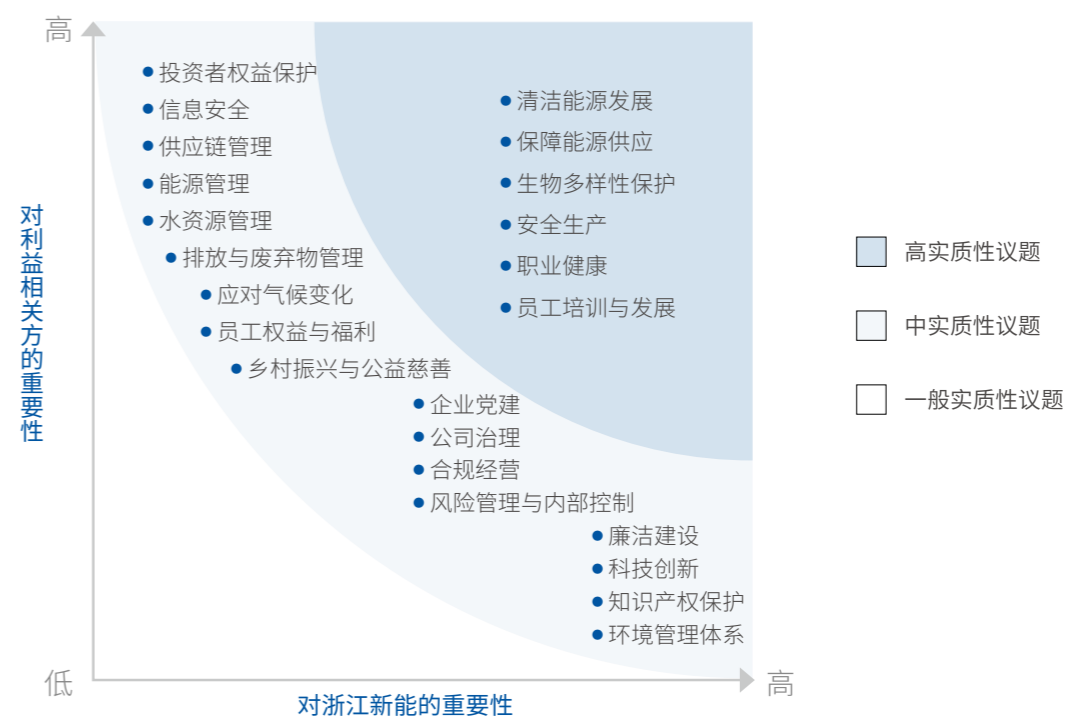 高
投资者权益保护
信息安全
供应链管理
能源管理
水资源管理
排放与废弃物管理
应对气候变化
员工权益与福利
乡村振兴与公益慈善
企业党建
公司治理
合规经营
风险管理与内部控制
廉洁建设
科技创新
知识产权保护
环境管理体系
清洁能源发展
保障能源供应
生物多样性保护
安全生产
职业健康
员工培训与发展
对利益相关方的重要性
高实质性议题
中实质性议题
一般实质性议题
低
对浙江新能的重要性
高